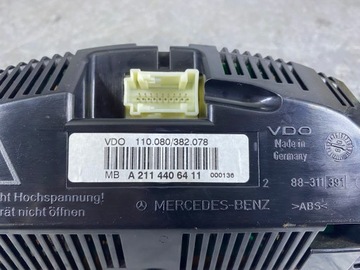 VDO 110.080/382.078
MB A 211 440 64 11 000136
VDO
Made in
Germany
2 88-311 391
ht Hochspannung!
rät nicht öffnen
MERCEDES-BENZ
>ABS<